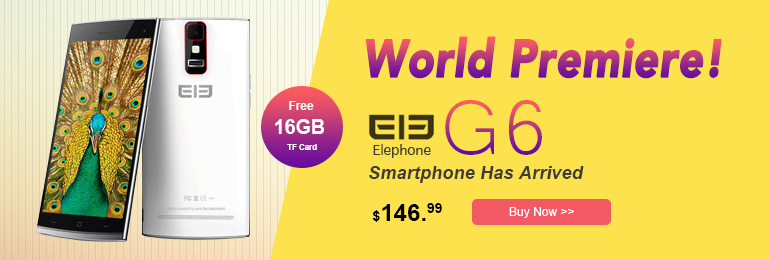 World Premiere!
Free
16GB
TF Card
Elephone
G6
Smartphone Has Arrived
$146.99
Buy Now >>